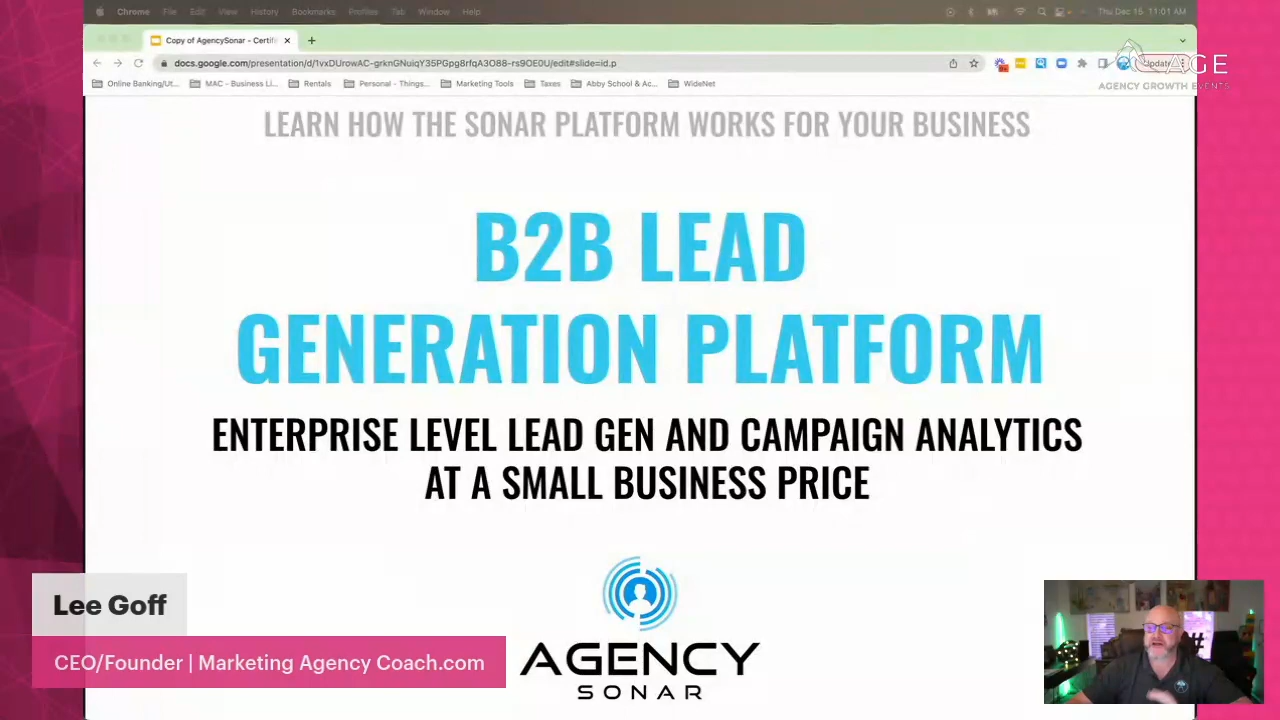 Chrome File Edit View History Bookmarks Profiles Tab Window Help Thu Dec 15 11:01 AM
Copy of AgencySonar - Certifi
docs.google.com/presentation/d/1vxDUrowAC-grknGNuiqY35PGpg8rfqA3O88-rs9OE0U/edit#slide=id.p
Online Banking/Ut... MAC - Business Li... Rentals Personal - Things... Marketing Tools Taxes Abby School & Ac... WideNet
AGE
AGENCY GROWTH EVENTS
LEARN HOW THE SONAR PLATFORM WORKS FOR YOUR BUSINESS
B2B LEAD
GENERATION PLATFORM
ENTERPRISE LEVEL LEAD GEN AND CAMPAIGN ANALYTICS
AT A SMALL BUSINESS PRICE
AGENCY
SONAR
Lee Goff
CEO/Founder | Marketing Agency Coach.com